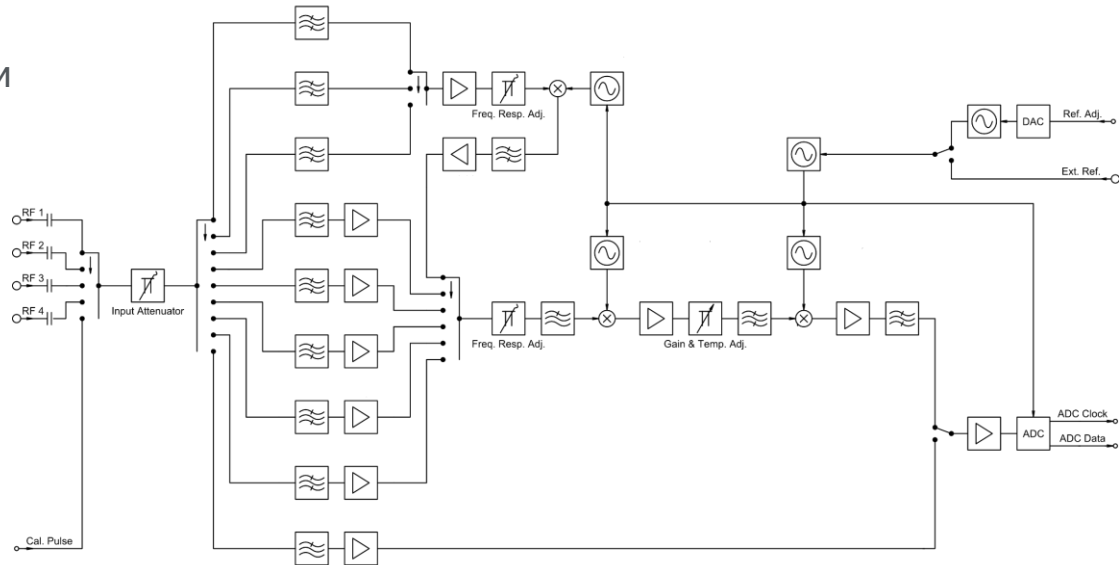 и
Freq. Resp. Adj.
DAC
Ref. Adj.
Ext. Ref.
RF 1
RF 2
RF 3
RF 4
Input Attenuator
Freq. Resp. Adj.
Gain & Temp. Adj.
ADC
ADC Clock
ADC Data
Cal. Pulse